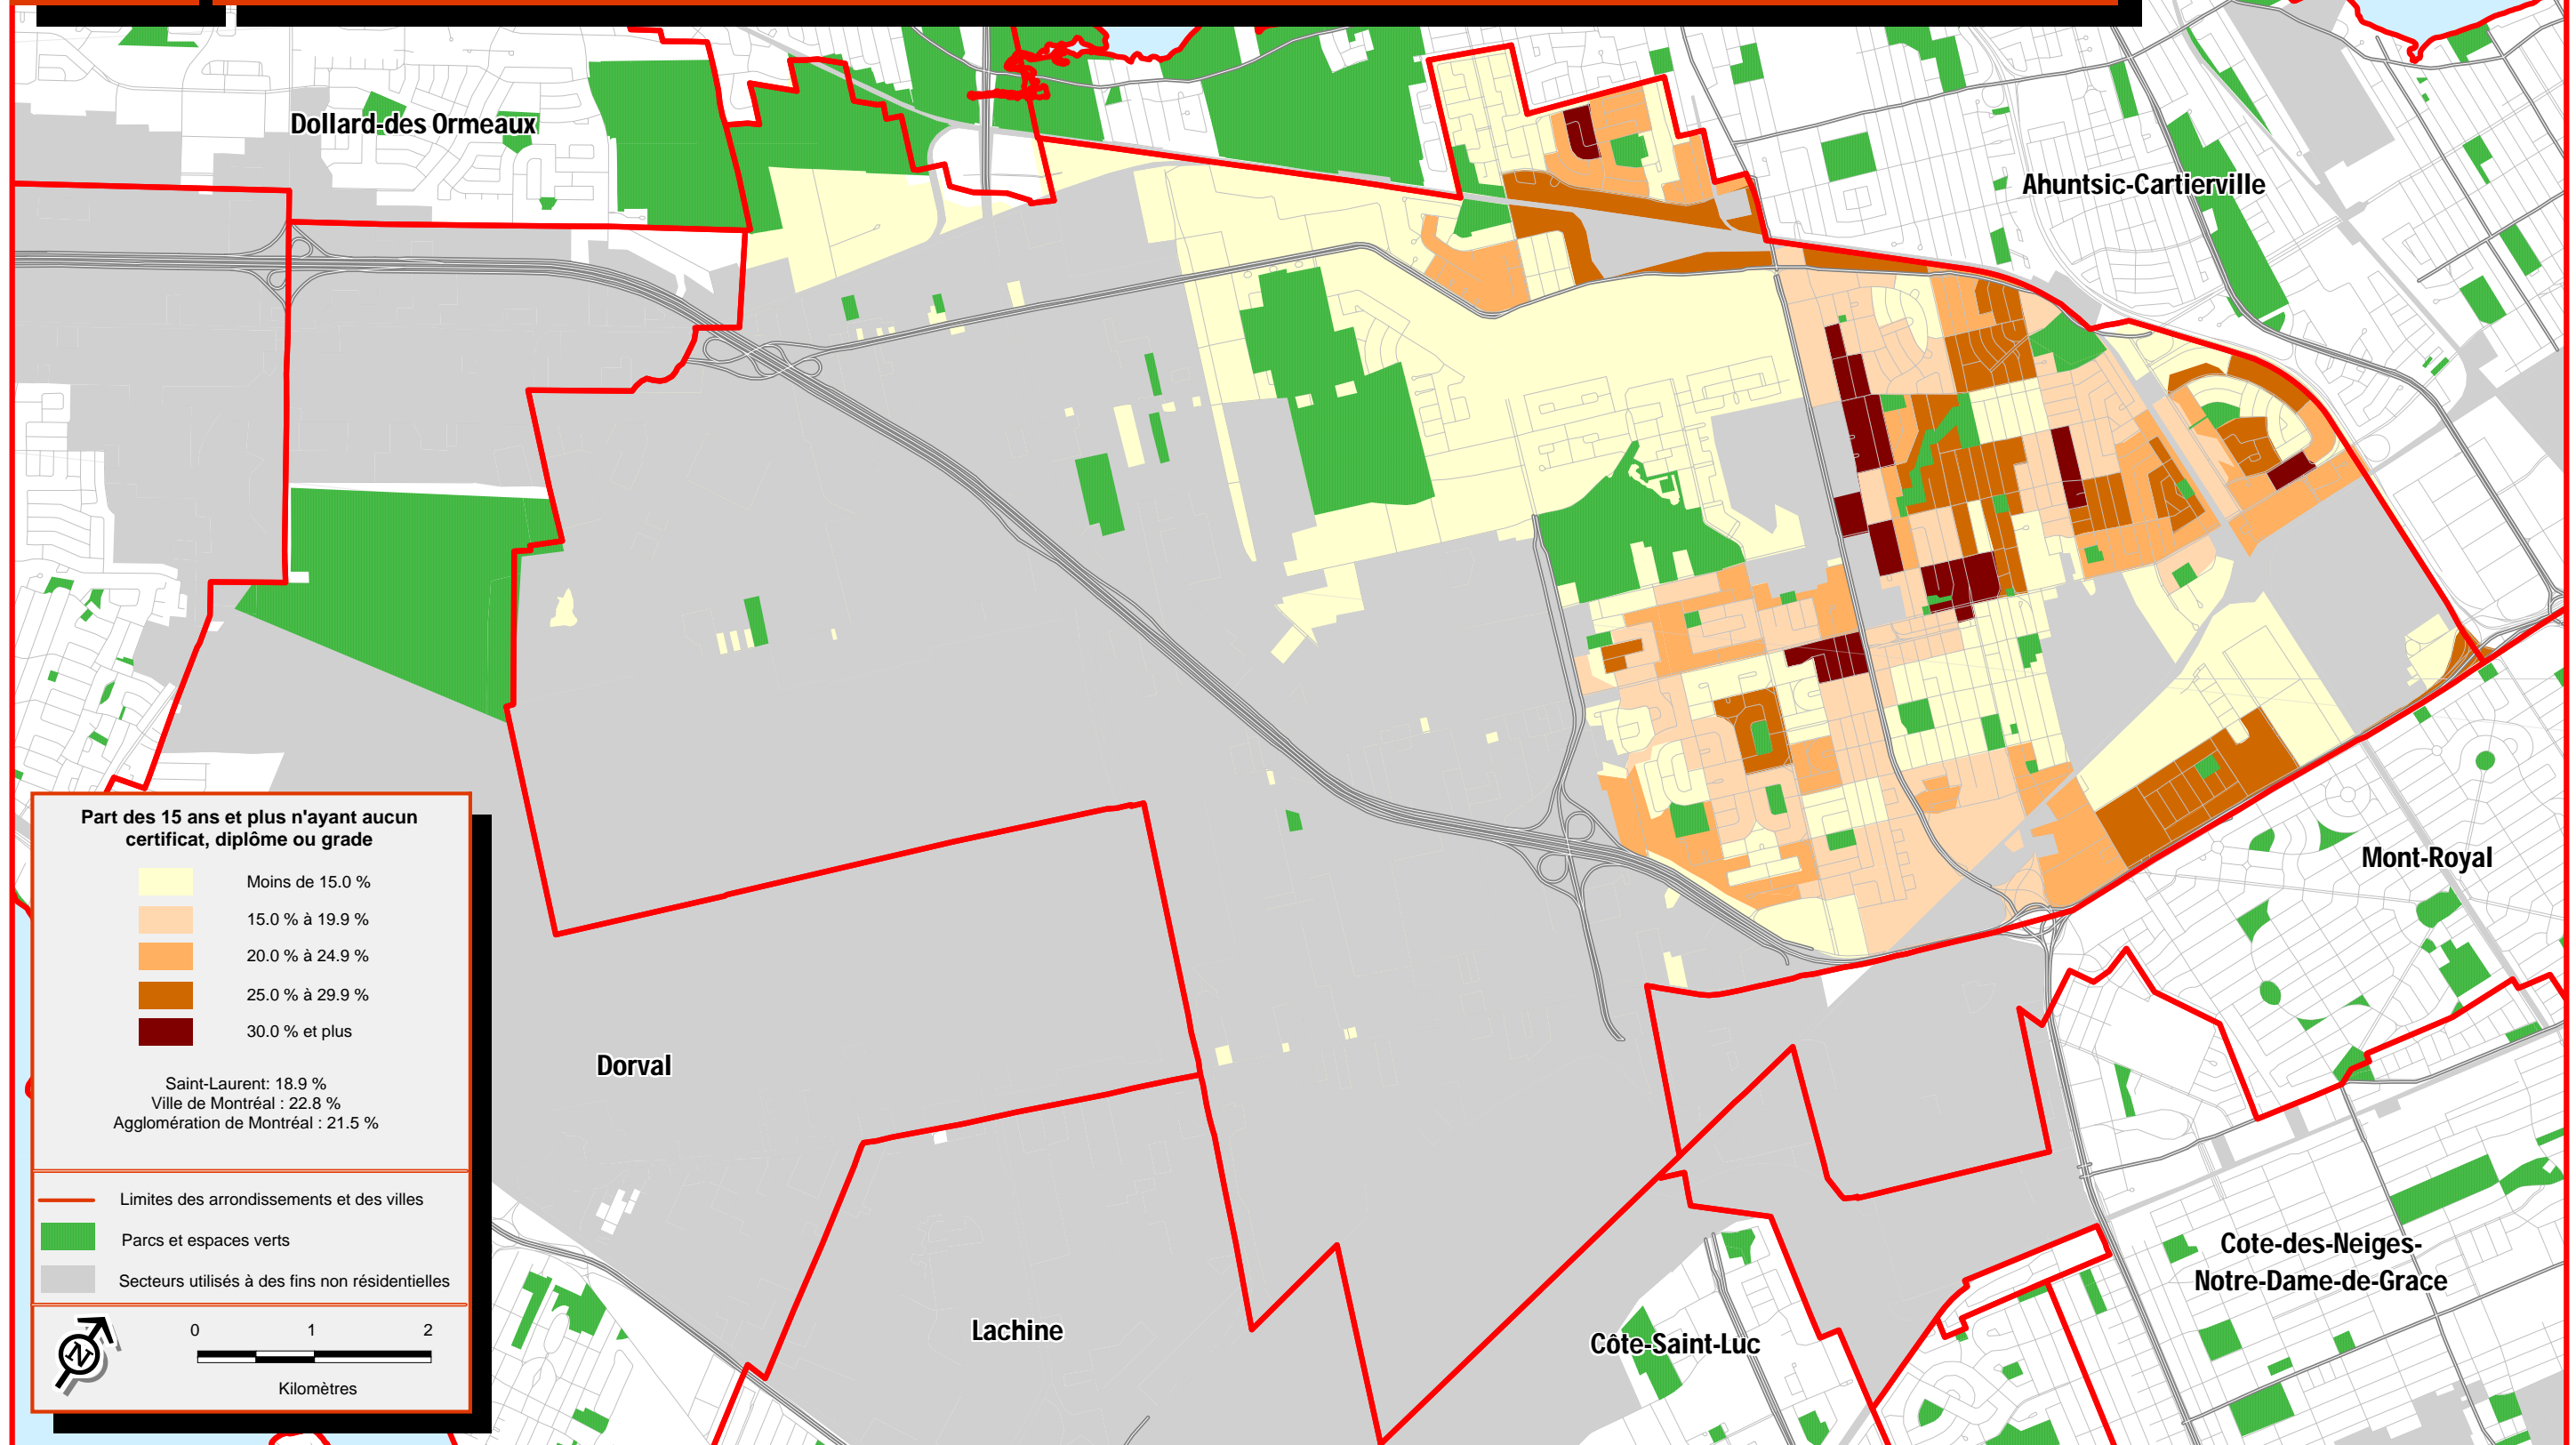 Dollard-des Ormeaux
Ahuntsic-Cartierville
Part des 15 ans et plus n'ayant aucun
certificat, diplôme ou grade
Moins de 15.0 %
15.0 % à 19.9 %
20.0 % à 24.9 %
25.0 % à 29.9 %
30.0 % et plus
Saint-Laurent: 18.9 %
Ville de Montréal : 22.8 %
Agglomération de Montréal : 21.5 %
Limites des arrondissements et des villes
Parcs et espaces verts
Secteurs utilisés à des fins non résidentielles
N
0 1 2
Kilomètres
Mont-Royal
Dorval
Lachine
Côte-Saint-Luc
Cote-des-Neiges-
Notre-Dame-de-Grace